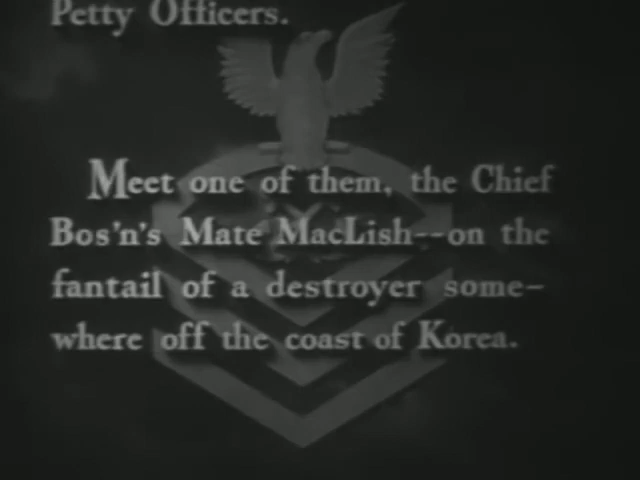 Petty Officers.
Meet one of them, the Chief
Bos'n's Mate MacLish--on the
fantail of a destroyer some-
where off the coast of Korea.